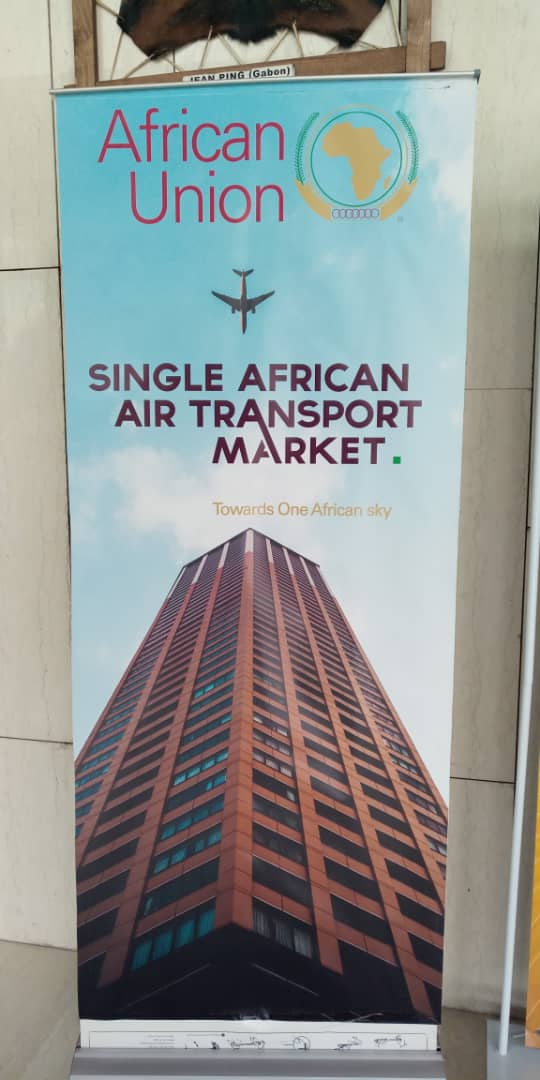 JEAN PING (Gabon)
African
Union
SINGLE AFRICAN
AIR TRANSPORT
MARKET.
Towards One African sky